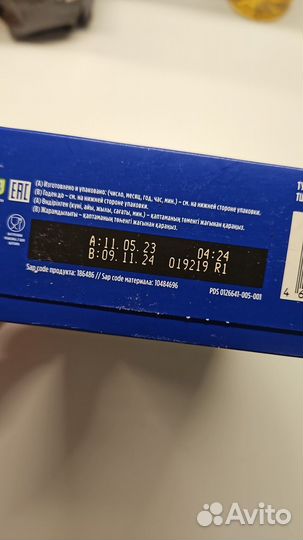 EAC
(A) Изготовлено и упаковано: (число, месяц, год, час, мин.) – см. на нижней стороне упаковки.
(B) Годен до – см. на нижней стороне упаковки.
(A) Өндірілген (күні, айы, жылы, сағаты, мин.) – қаптаманың төменгі жағынан қараңыз.
(B) Жарамдылығы – қаптаманың төменгі жағынан қараңыз.
A:11.05.23 04:24
B:09.11.24 019219 R1
Sap code продукта: 186486 // Sap code материала: 10484696
PDS 0126641-005-001
Avito